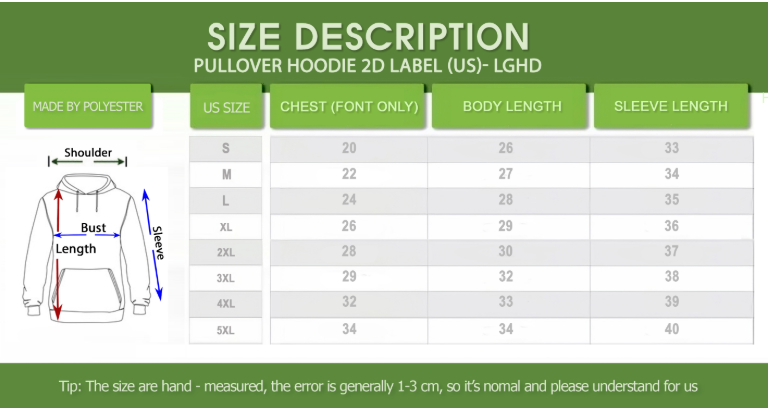 SIZE DESCRIPTION
PULLOVER HOODIE 2D LABEL (US)- LGHD
MADE BY POLYESTER
US SIZE CHEST (FONT ONLY) BODY LENGTH SLEEVE LENGTH
S 20 26 33
M 22 27 34
L 24 28 35
XL 26 29 36
2XL 28 30 37
3XL 29 32 38
4XL 32 33 39
5XL 34 34 40
Shoulder
Bust
Length
Sleeve
Tip: The size are hand - measured, the error is generally 1-3 cm, so it's nomal and please understand for us